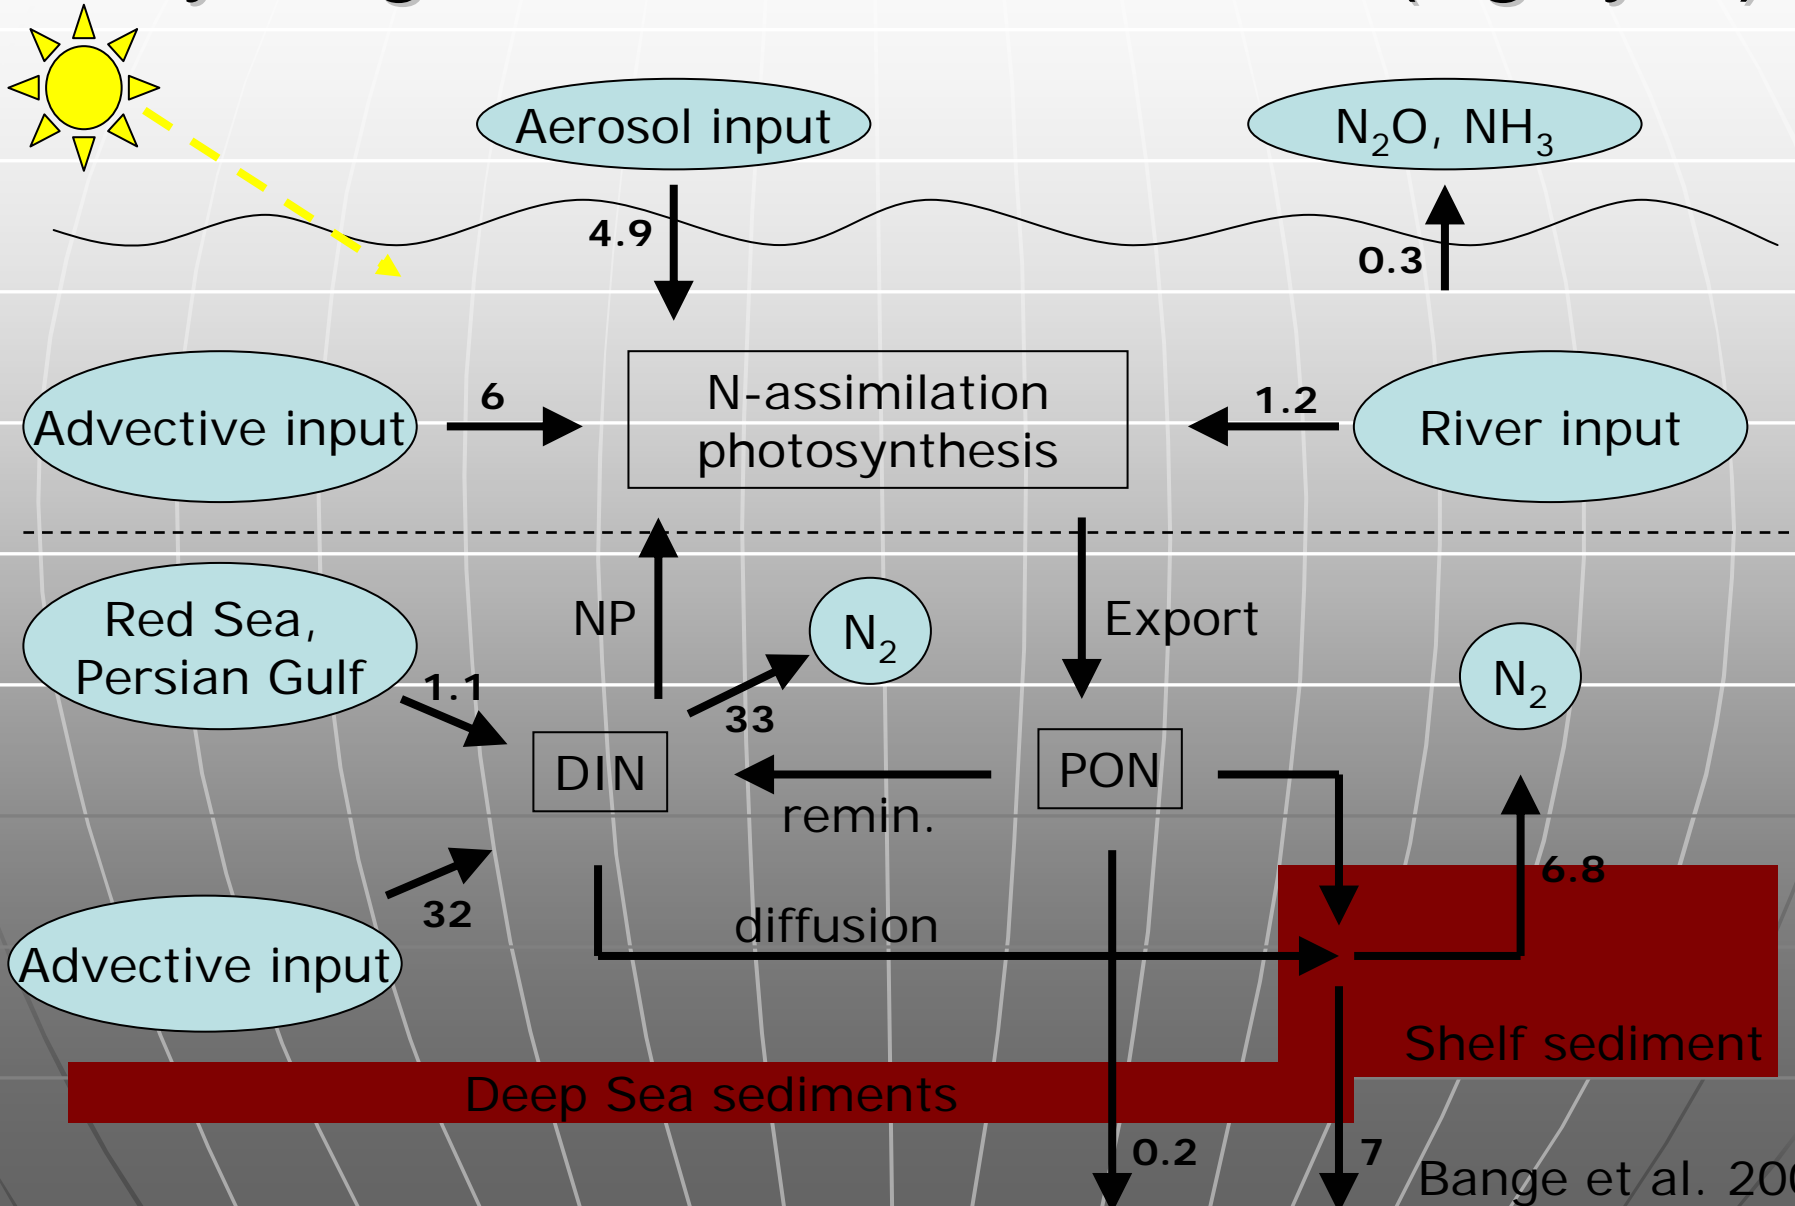 Aerosol input
N₂O, NH₃
4.9
0.3
Advective input
6
N-assimilation
photosynthesis
1.2
River input
Red Sea,
Persian Gulf
1.1
NP
N₂
33
Export
N₂
DIN
remin.
PON
6.8
32
Advective input
diffusion
Shelf sediment
Deep Sea sediments
0.2
7
Bange et al.